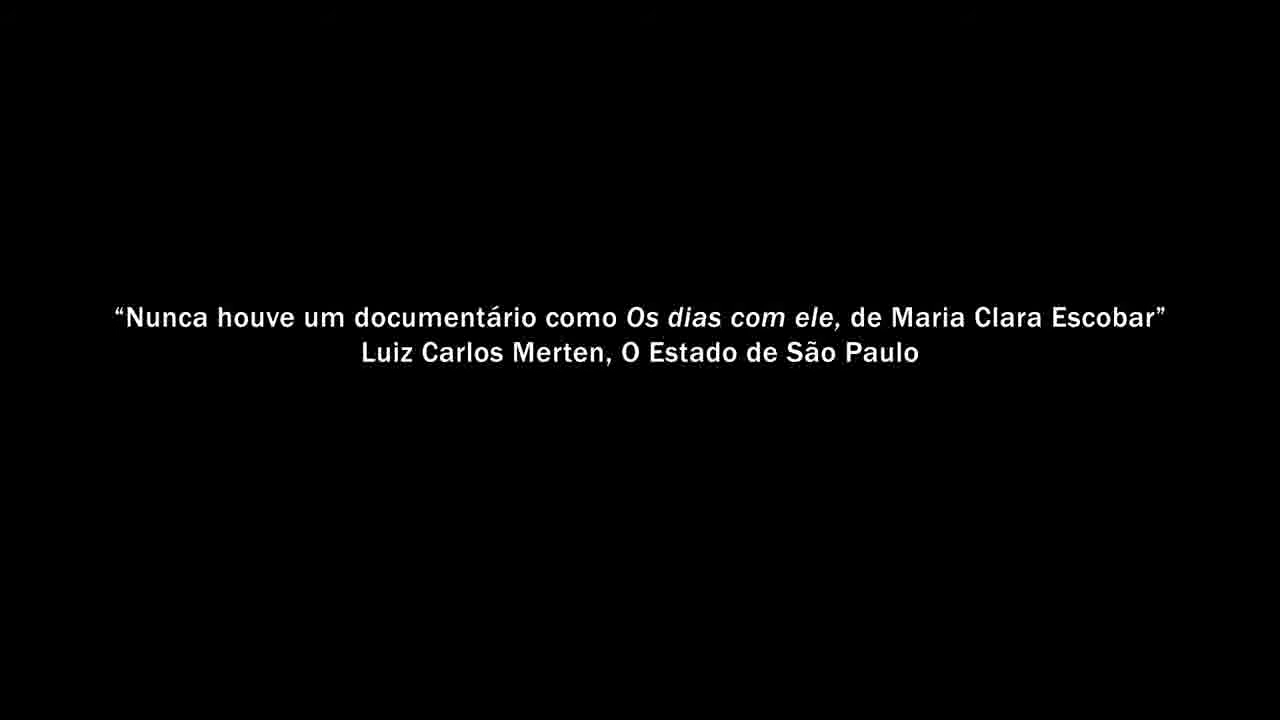 “Nunca houve um documentário como Os dias com ele, de Maria Clara Escobar”
Luiz Carlos Merten, O Estado de São Paulo